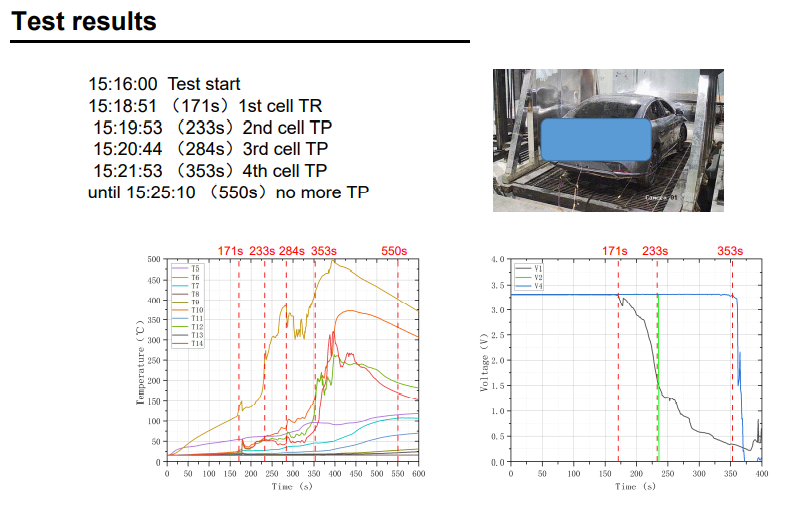 Test results
15:16:00 Test start
15:18:51 （171s）1st cell TR
15:19:53 （233s）2nd cell TP
15:20:44 （284s）3rd cell TP
15:21:53 （353s）4th cell TP
until 15:25:10 （550s）no more TP
171s 233s 284s 353s 550s
500
450
400
350
300
250
200
150
100
50
0
Temperature (℃)
T5
T6
T7
T8
T9
T10
T11
T12
T13
T14
0 50 100 150 200 250 300 350 400 450 500 550 600
Time (s)
171s 233s 353s
4.0
3.5
3.0
2.5
2.0
1.5
1.0
0.5
0.0
Voltage (V)
V1
V2
V4
0 50 100 150 200 250 300 350 400
Time (s)